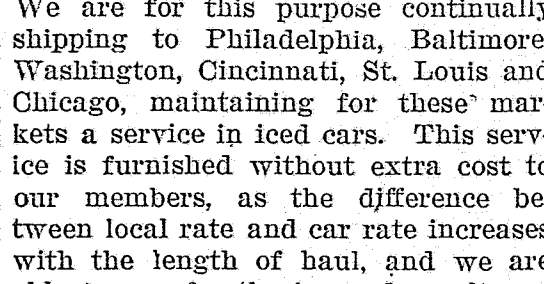 We are for this purpose continually
shipping to Philadelphia, Baltimore
Washington, Cincinnati, St. Louis and
Chicago, maintaining for these mar-
kets a service in iced cars. This serv-
ice is furnished without extra cost to
our members, as the difference be-
tween local rate and car rate increases
with the length of haul, and we are